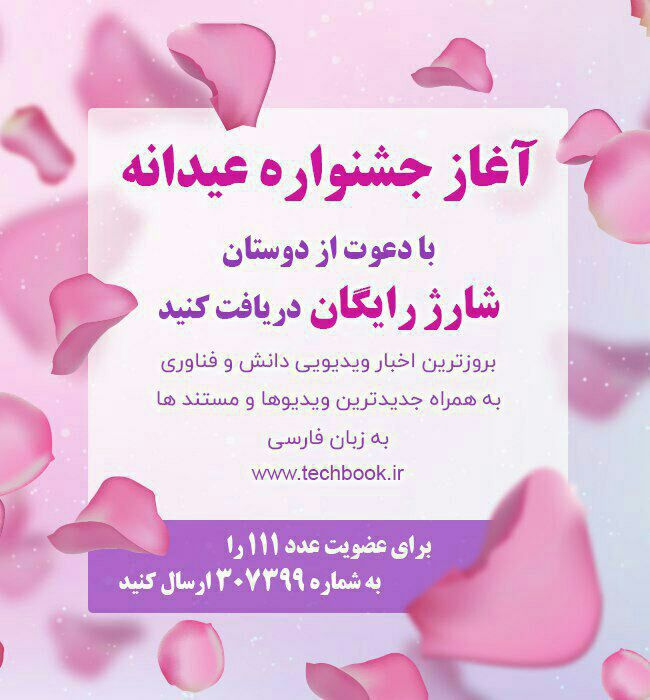 آغاز جشنواره عیدانه
با دعوت از دوستان
شارژ رایگان دریافت کنید
بروزترین اخبار ویدیویی دانش و فناوری
به همراه جدیدترین ویدیوها و مستند ها
به زبان فارسی
www.techbook.ir
برای عضویت عدد ۱۱۱ را
به شماره ۳۰۷۳۹۹ ارسال کنید